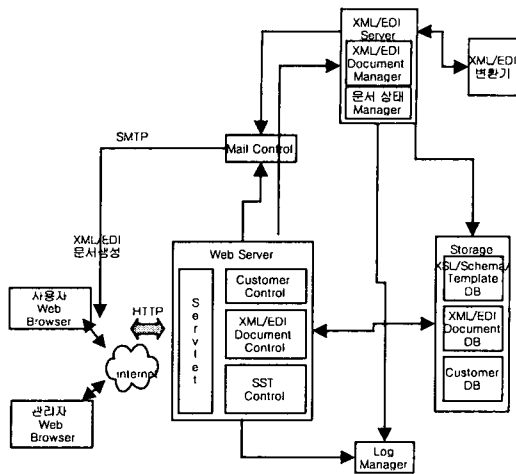 XML/EDI
Server
XML/EDI
Document
Manager
문서 상태
Manager
XML/EDI
변환기
SMTP
Mail Control
XML/EDI
문서생성
사용자
Web
Browser
HTTP
internet
관리자
Web
Browser
Web Server
Servlet
Customer
Control
XML/EDI
Document
Control
SST
Control
Storage
XSL/Schema/
Template
DB
XML/EDI
Document
DB
Customer
DB
Log
Manager